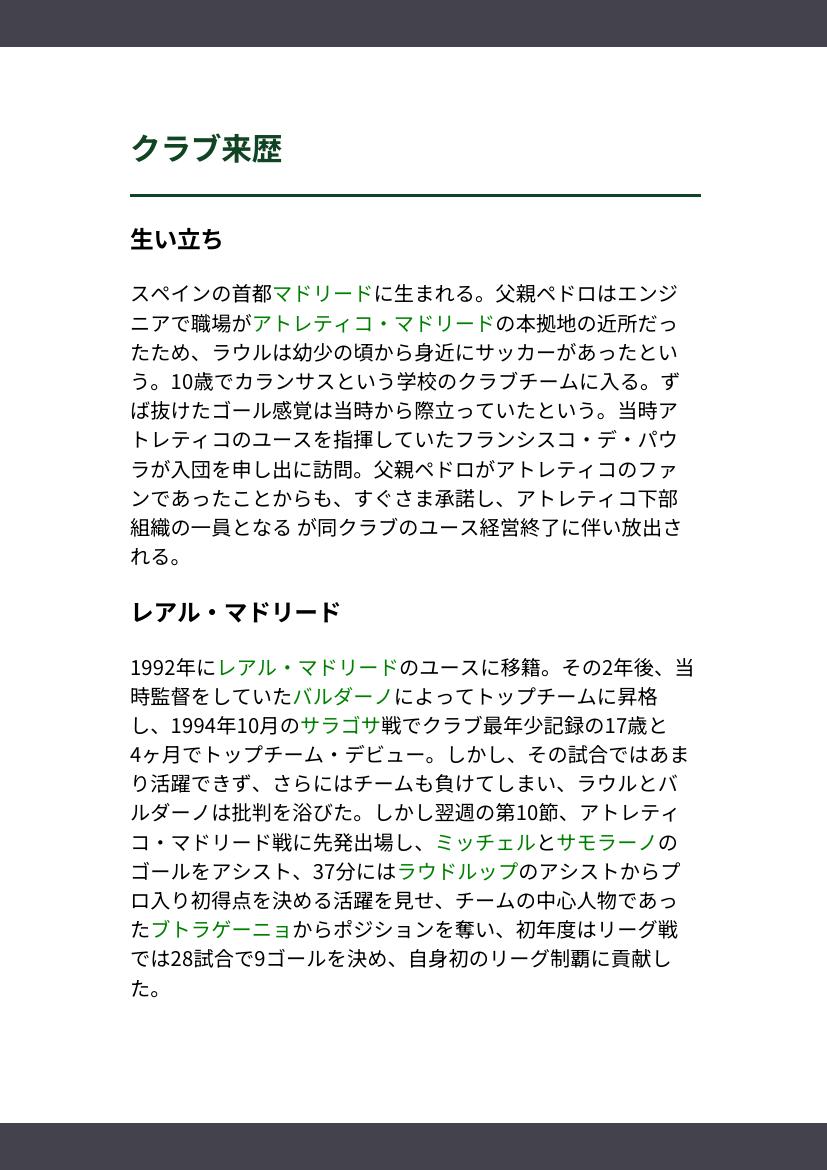 クラブ来歴
生い立ち
スペインの首都マドリードに生まれる。父親ペドロはエンジ
ニアで職場がアトレティコ・マドリードの本拠地の近所だっ
たため、ラウルは幼少の頃から身近にサッカーがあったとい
う。10歳でカランサスという学校のクラブチームに入る。ず
ば抜けたゴール感覚は当時から際立っていたという。当時ア
トレティコのユースを指揮していたフランシスコ・デ・パウ
ラが入団を申し出に訪問。父親ペドロがアトレティコのファ
ンであったことからも、すぐさま承諾し、アトレティコ下部
組織の一員となる が同クラブのユース経営終了に伴い放出さ
れる。
レアル・マドリード
1992年にレアル・マドリードのユースに移籍。その2年後、当
時監督をしていたバルダーノによってトップチームに昇格
し、1994年10月のサラゴサ戦でクラブ最年少記録の17歳と
4ヶ月でトップチーム・デビュー。しかし、その試合ではあま
り活躍できず、さらにはチームも負けてしまい、ラウルとバ
ルダーノは批判を浴びた。しかし翌週の第10節、アトレティ
コ・マドリード戦に先発出場し、ミッチェルとサモラーノの
ゴールをアシスト、37分にはラウドルップのアシストからプ
ロ入り初得点を決める活躍を見せ、チームの中心人物であっ
たブトラゲーニョからポジションを奪い、初年度はリーグ戦
では28試合で9ゴールを決め、自身初のリーグ制覇に貢献し
た。